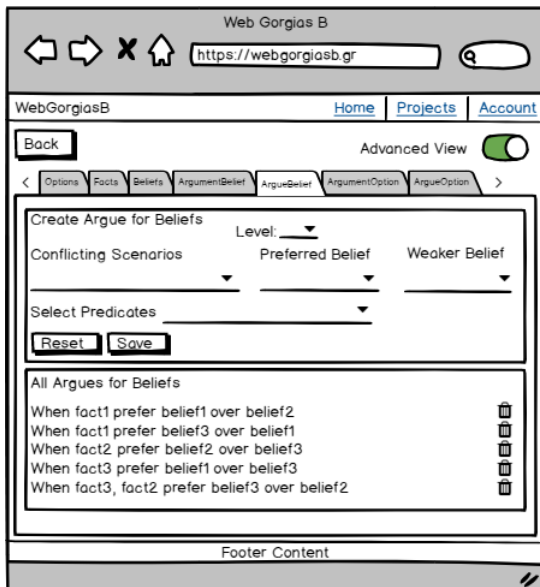 Web Gorgias B
https://webgorgiasb.gr
WebGorgiasB Home Projects Account
Back Advanced View
< Options Facts Beliefs ArgumentBelief ArgueBelief ArgumentOption ArgueOption >
Create Argue for Beliefs
Level:
Conflicting Scenarios Preferred Belief Weaker Belief
Select Predicates
Reset Save
All Argues for Beliefs
When fact1 prefer belief1 over belief2
When fact1 prefer belief3 over belief1
When fact2 prefer belief2 over belief3
When fact3 prefer belief1 over belief3
When fact3, fact2 prefer belief3 over belief2
Footer Content